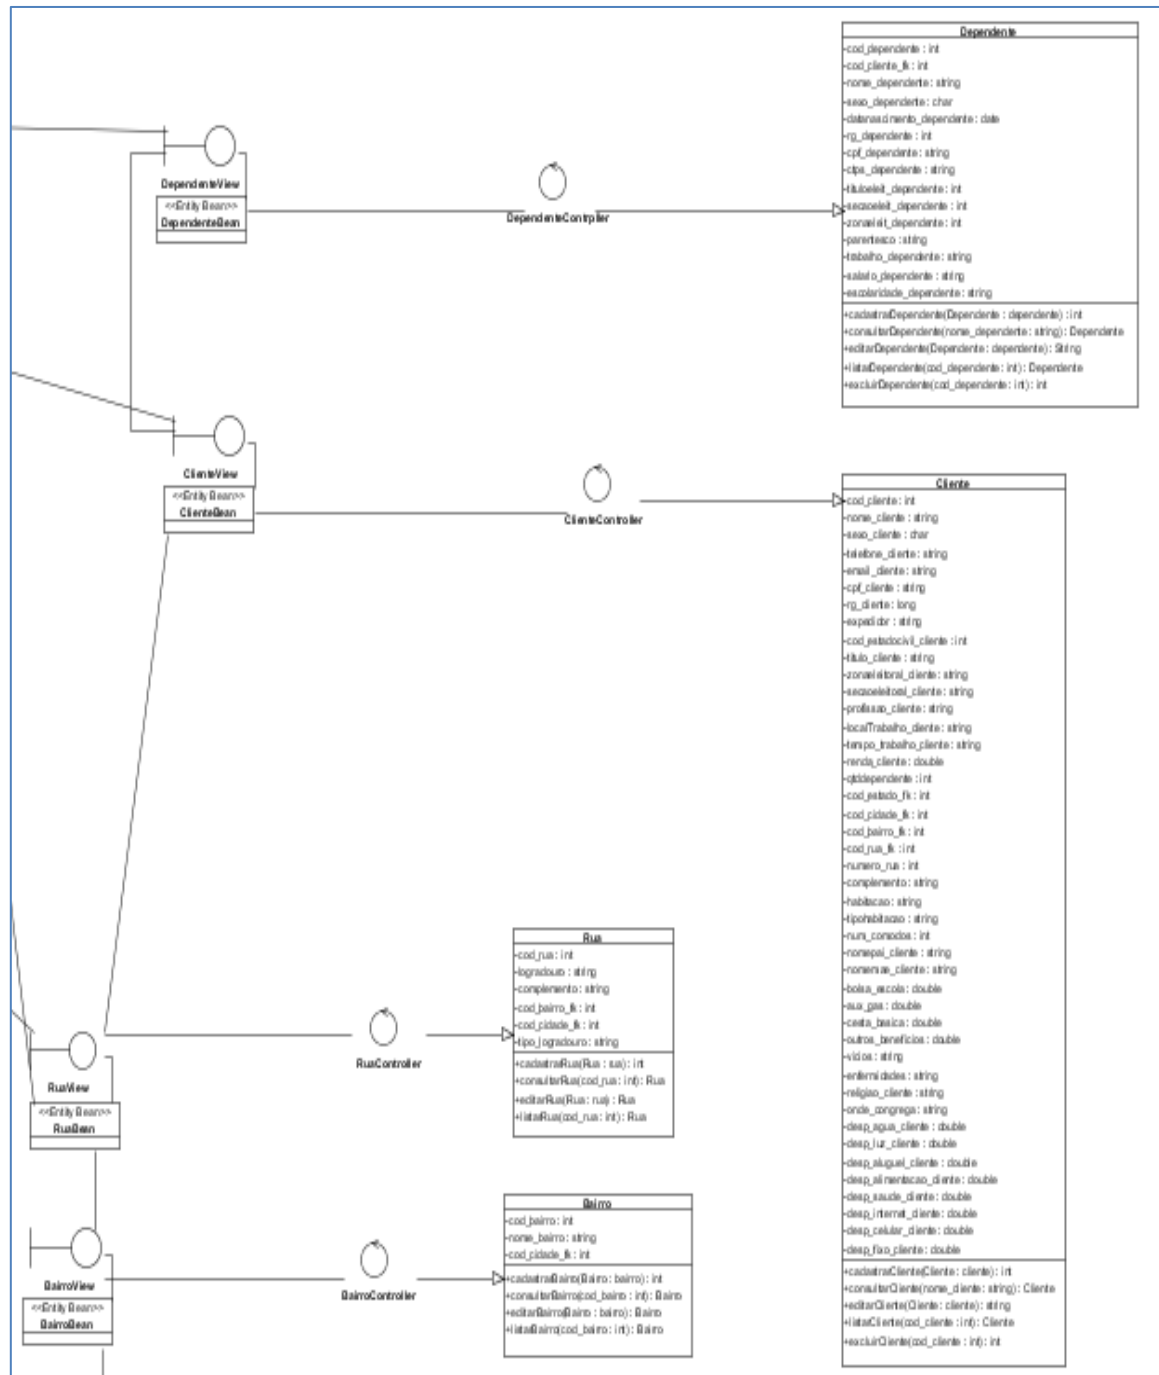 Dependente
-cod_dependente : int
-cod_cliente_fk : int
-nome_dependente : string
-sexo_dependente : char
-datanascimento_dependente : date
-rg_dependente : int
-cpf_dependente : string
-ctps_dependente : string
-tituloeleit_dependente : int
-secaoeleit_dependente : int
-zonaeleit_dependente : int
-parentesco : string
-trabalho_dependente : string
-salario_dependente : string
-escolaridade_dependente : string
+cadastrarDependente(Dependente : dependente) : int
+consultarDependente(nome_dependente : string) : Dependente
+editarDependente(Dependente : dependente) : String
+listarDependente(cod_dependente : int) : Dependente
+excluirDependente(cod_dependente : int) : int
DependenteView
<<Entity Bean>>
DependenteBean
DependenteController
ClienteView
<<Entity Bean>>
ClienteBean
ClienteController
Cliente
-cod_cliente : int
-nome_cliente : string
-sexo_cliente : char
-telefone_cliente : string
-email_cliente : string
-cpf_cliente : string
-rg_cliente : long
-expedidor : string
-cod_estadocivil_cliente : int
-titulo_cliente : string
-zonaeleitoral_cliente : string
-secaoeleitoral_cliente : string
-profissao_cliente : string
-localTrabalho_cliente : string
-tempo_trabalho_cliente : string
-renda_cliente : double
-qtddependente : int
-cod_estado_fk : int
-cod_cidade_fk : int
-cod_bairro_fk : int
-cod_rua_fk : int
-numero_rua : int
-complemento : string
-habitacao : string
-tipohabitacao : string
-num_comodos : int
-nomepai_cliente : string
-nomemae_cliente : string
-bolsa_escola : double
-aux_gas : double
-cesta_basica : double
-outros_beneficios : double
-vicios : string
-enfermidades : string
-religiao_cliente : string
-onde_congrega : string
-desp_agua_cliente : double
-desp_luz_cliente : double
-desp_aluguel_cliente : double
-desp_alimentacao_cliente : double
-desp_saude_cliente : double
-desp_internet_cliente : double
-desp_celular_cliente : double
-desp_fixo_cliente : double
+cadastrarCliente(Cliente : cliente) : int
+consultarCliente(nome_cliente : string) : Cliente
+editarCliente(Cliente : cliente) : string
+listarCliente(cod_cliente : int) : Cliente
+excluirCliente(cod_cliente : int) : int
Rua
-cod_rua : int
-logradouro : string
-complemento : string
-cod_bairro_fk : int
-cod_cidade_fk : int
-tipo_logradouro : string
+cadastrarRua(Rua : rua) : int
+consultarRua(cod_rua : int) : Rua
+editarRua(Rua : rua) : Rua
+listarRua(cod_rua : int) : Rua
RuaController
RuaView
<<Entity Bean>>
RuaBean
Bairro
-cod_bairro : int
-nome_bairro : string
-cod_cidade_fk : int
+cadastrarBairro(Bairro : bairro) : int
+consultarBairro(cod_bairro : int) : Bairro
+editarBairro(Bairro : bairro) : Bairro
+listarBairro(cod_bairro : int) : Bairro
BairroController
BairroView
<<Entity Bean>>
BairroBean